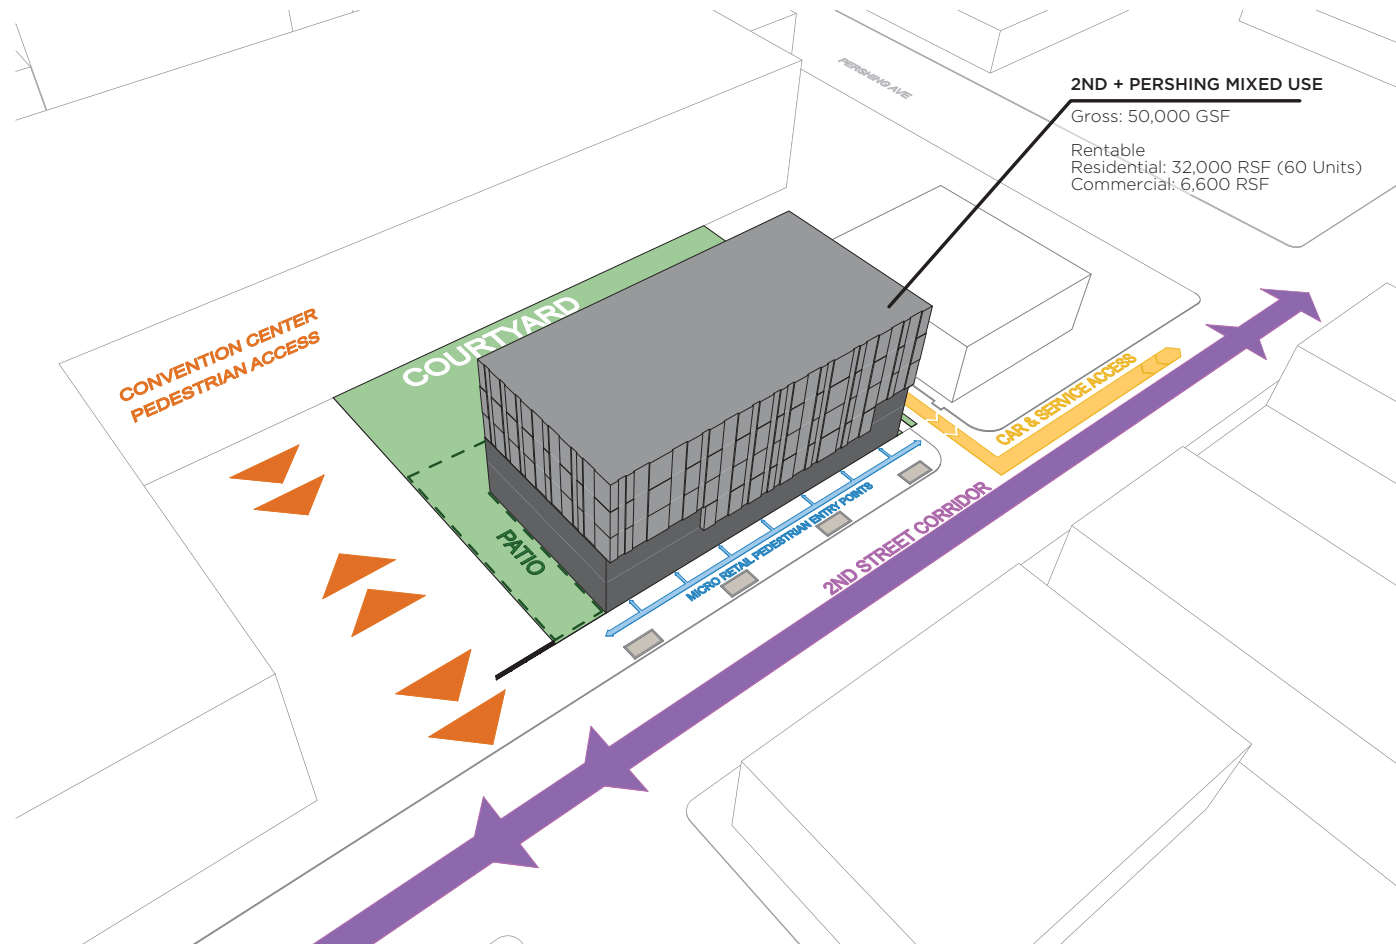 PERSHING AVE
2ND + PERSHING MIXED USE
Gross: 50,000 GSF
Rentable
Residential: 32,000 RSF (60 Units)
Commercial: 6,600 RSF
COURTYARD
CONVENTION CENTER
PEDESTRIAN ACCESS
CAR & SERVICE ACCESS
PATIO
MICRO RETAIL PEDESTRIAN ENTRY POINTS
2ND STREET CORRIDOR